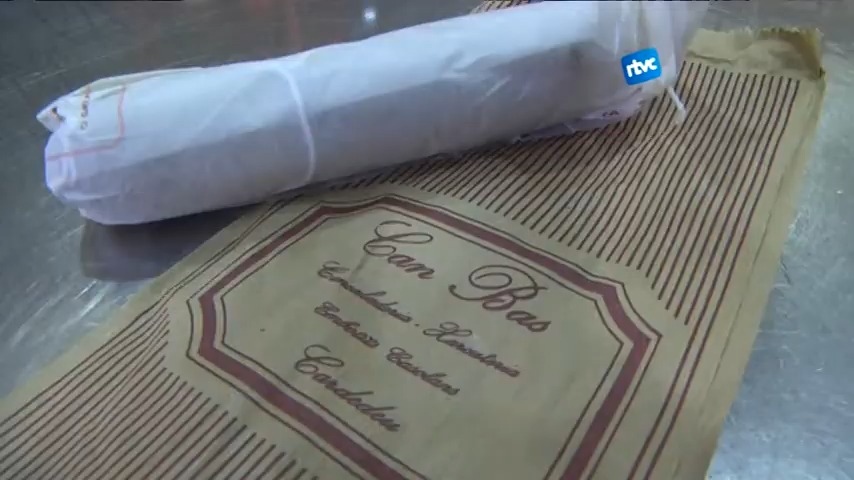 rtvc
Can Bas
Cansaladeria - Xarcuteria
Embotits Casolans
Cardedeu